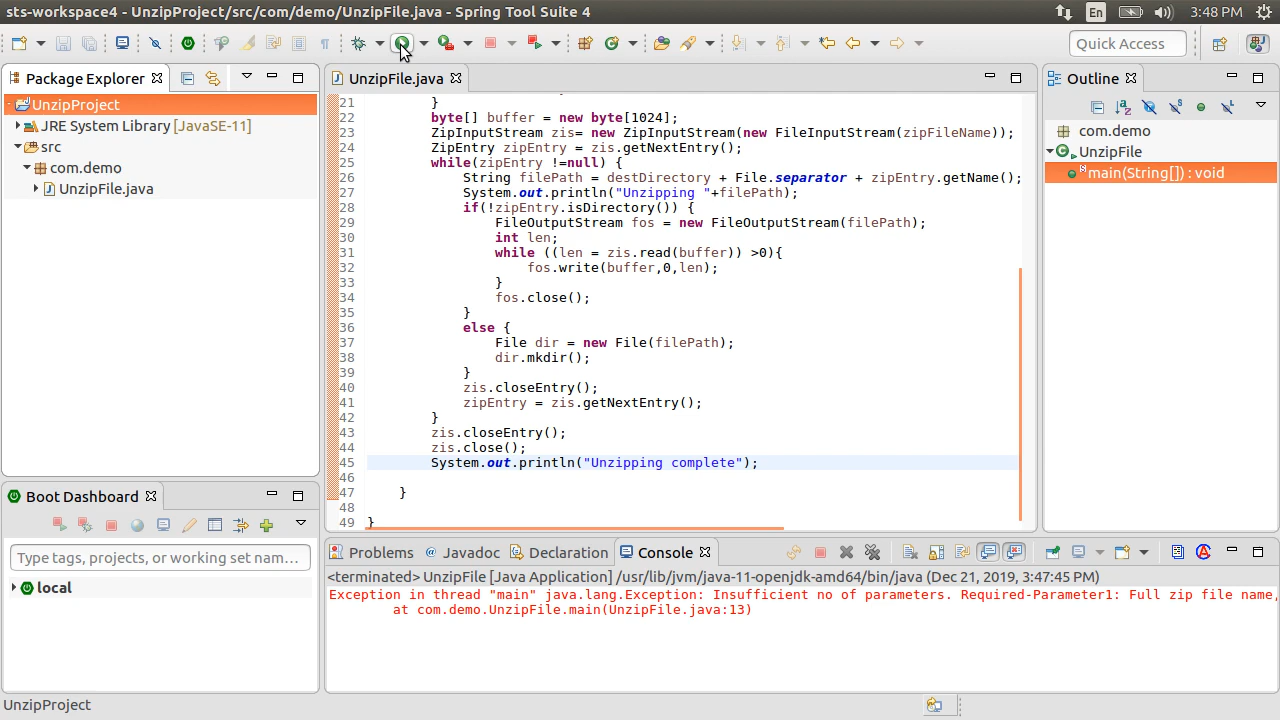 sts-workspace4 - UnzipProject/src/com/demo/UnzipFile.java - Spring Tool Suite 4
En
3:48 PM
Quick Access
Package Explorer
UnzipProject
JRE System Library [JavaSE-11]
src
com.demo
UnzipFile.java
UnzipFile.java
21 }
22 byte[] buffer = new byte[1024];
23 ZipInputStream zis= new ZipInputStream(new FileInputStream(zipFileName));
24 ZipEntry zipEntry = zis.getNextEntry();
25 while(zipEntry !=null) {
26 String filePath = destDirectory + File.separator + zipEntry.getName();
27 System.out.println("Unzipping "+filePath);
28 if(!zipEntry.isDirectory()) {
29 FileOutputStream fos = new FileOutputStream(filePath);
30 int len;
31 while ((len = zis.read(buffer)) >0){
32 fos.write(buffer,0,len);
33 }
34 fos.close();
35 }
36 else {
37 File dir = new File(filePath);
38 dir.mkdir();
39 }
40 zis.closeEntry();
41 zipEntry = zis.getNextEntry();
42 }
43 zis.closeEntry();
44 zis.close();
45 System.out.println("Unzipping complete");
46
47 }
48
49 }
Outline
com.demo
UnzipFile
main(String[]) : void
Boot Dashboard
Type tags, projects, or working set nam...
local
Problems
Javadoc
Declaration
Console
<terminated> UnzipFile [Java Application] /usr/lib/jvm/java-11-openjdk-amd64/bin/java (Dec 21, 2019, 3:47:45 PM)
Exception in thread "main" java.lang.Exception: Insufficient no of parameters. Required-Parameter1: Full zip file name,
at com.demo.UnzipFile.main(UnzipFile.java:13)
UnzipProject